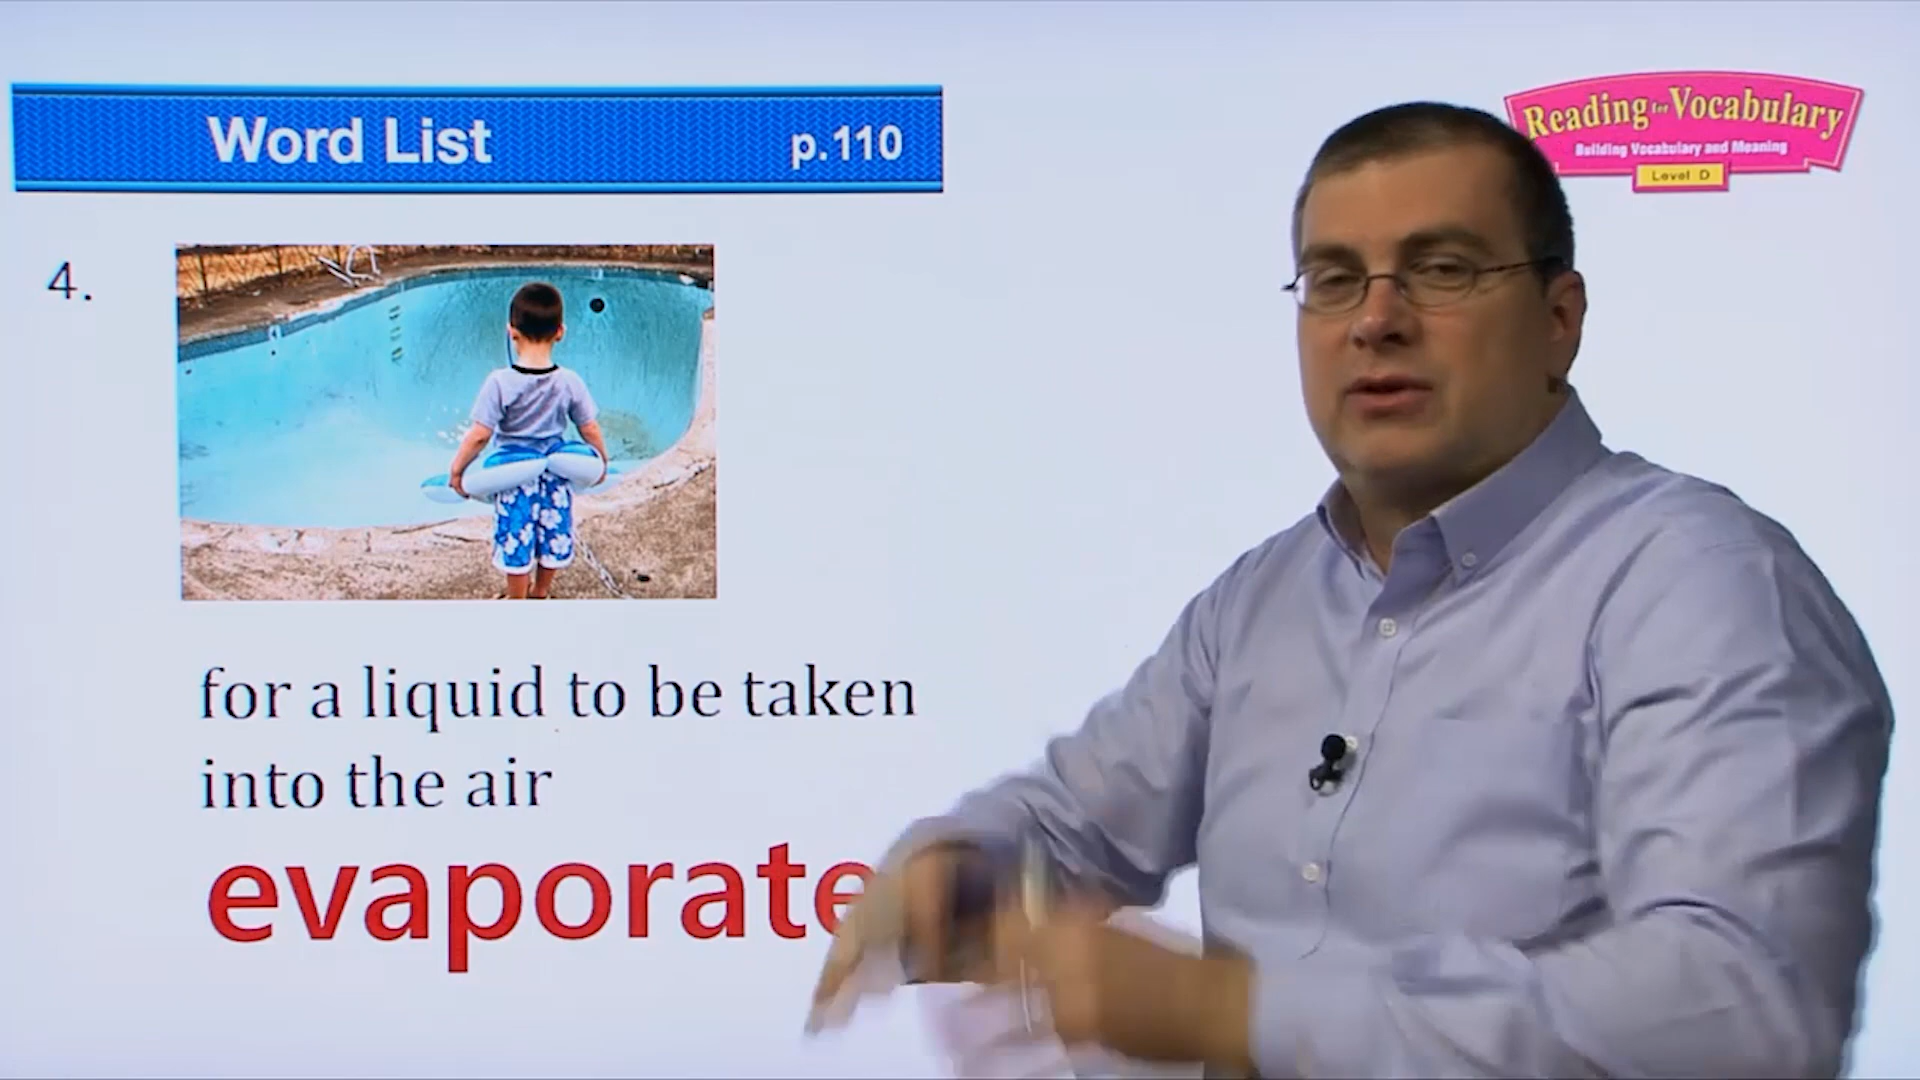 Word List p.110
Reading for Vocabulary
Building Vocabulary and Meaning
Level D
4.
for a liquid to be taken
into the air
evaporate